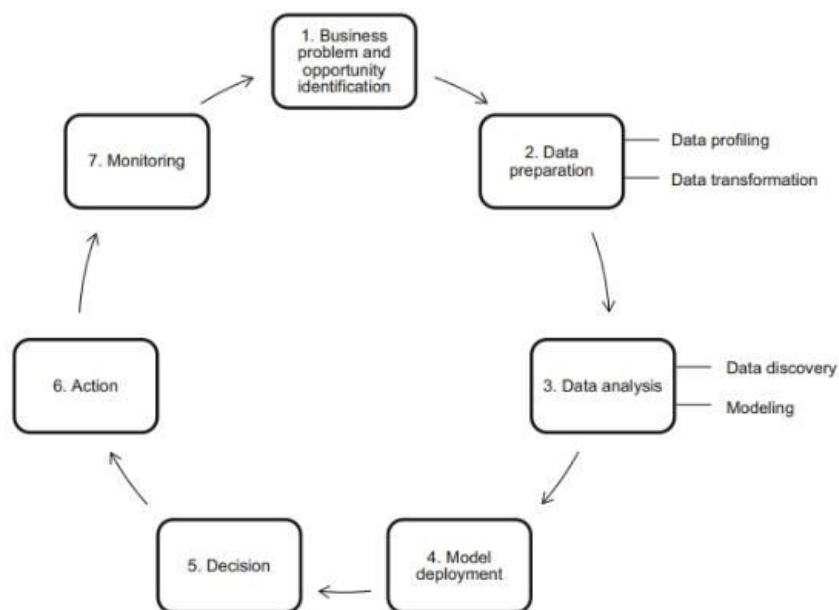 1. Business
problem and
opportunity
identification
2. Data
preparation
Data profiling
Data transformation
3. Data analysis
Data discovery
Modeling
4. Model
deployment
5. Decision
6. Action
7. Monitoring